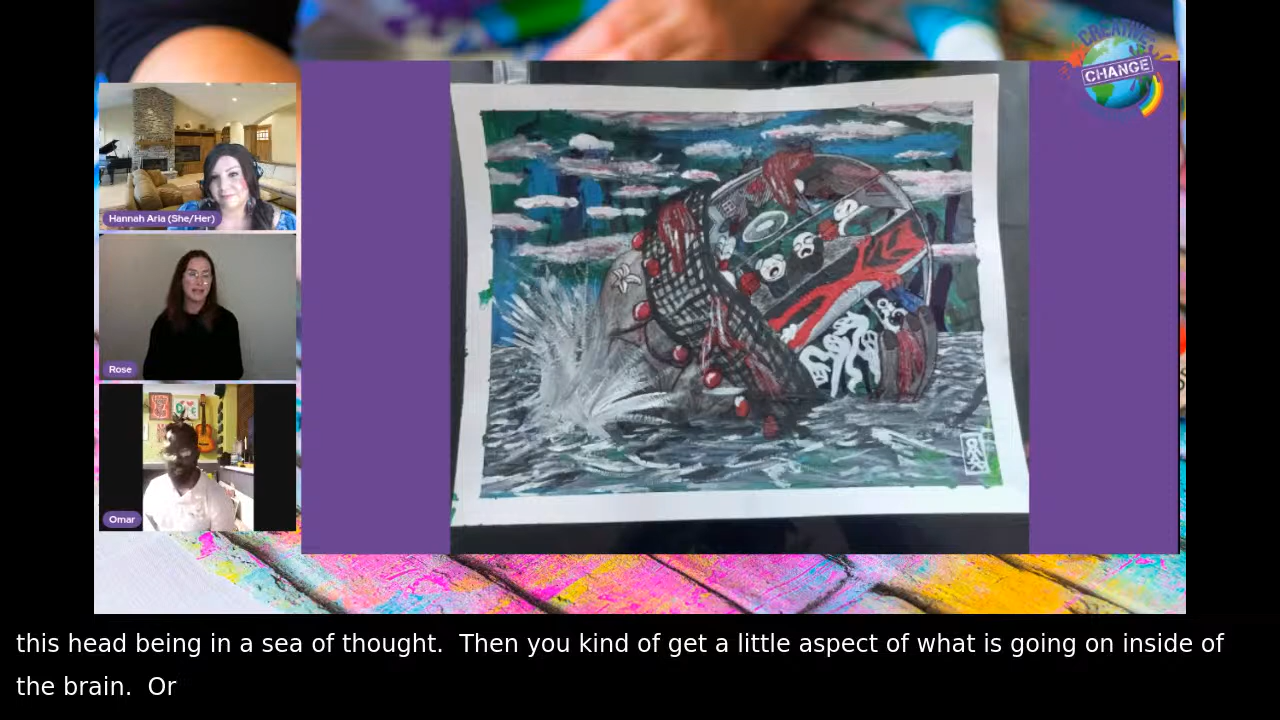 CREATIVE
CHANGE
Hannah Aria (She/Her)
Rose
Omar
this head being in a sea of thought.  Then you kind of get a little aspect of what is going on inside of
the brain.  Or